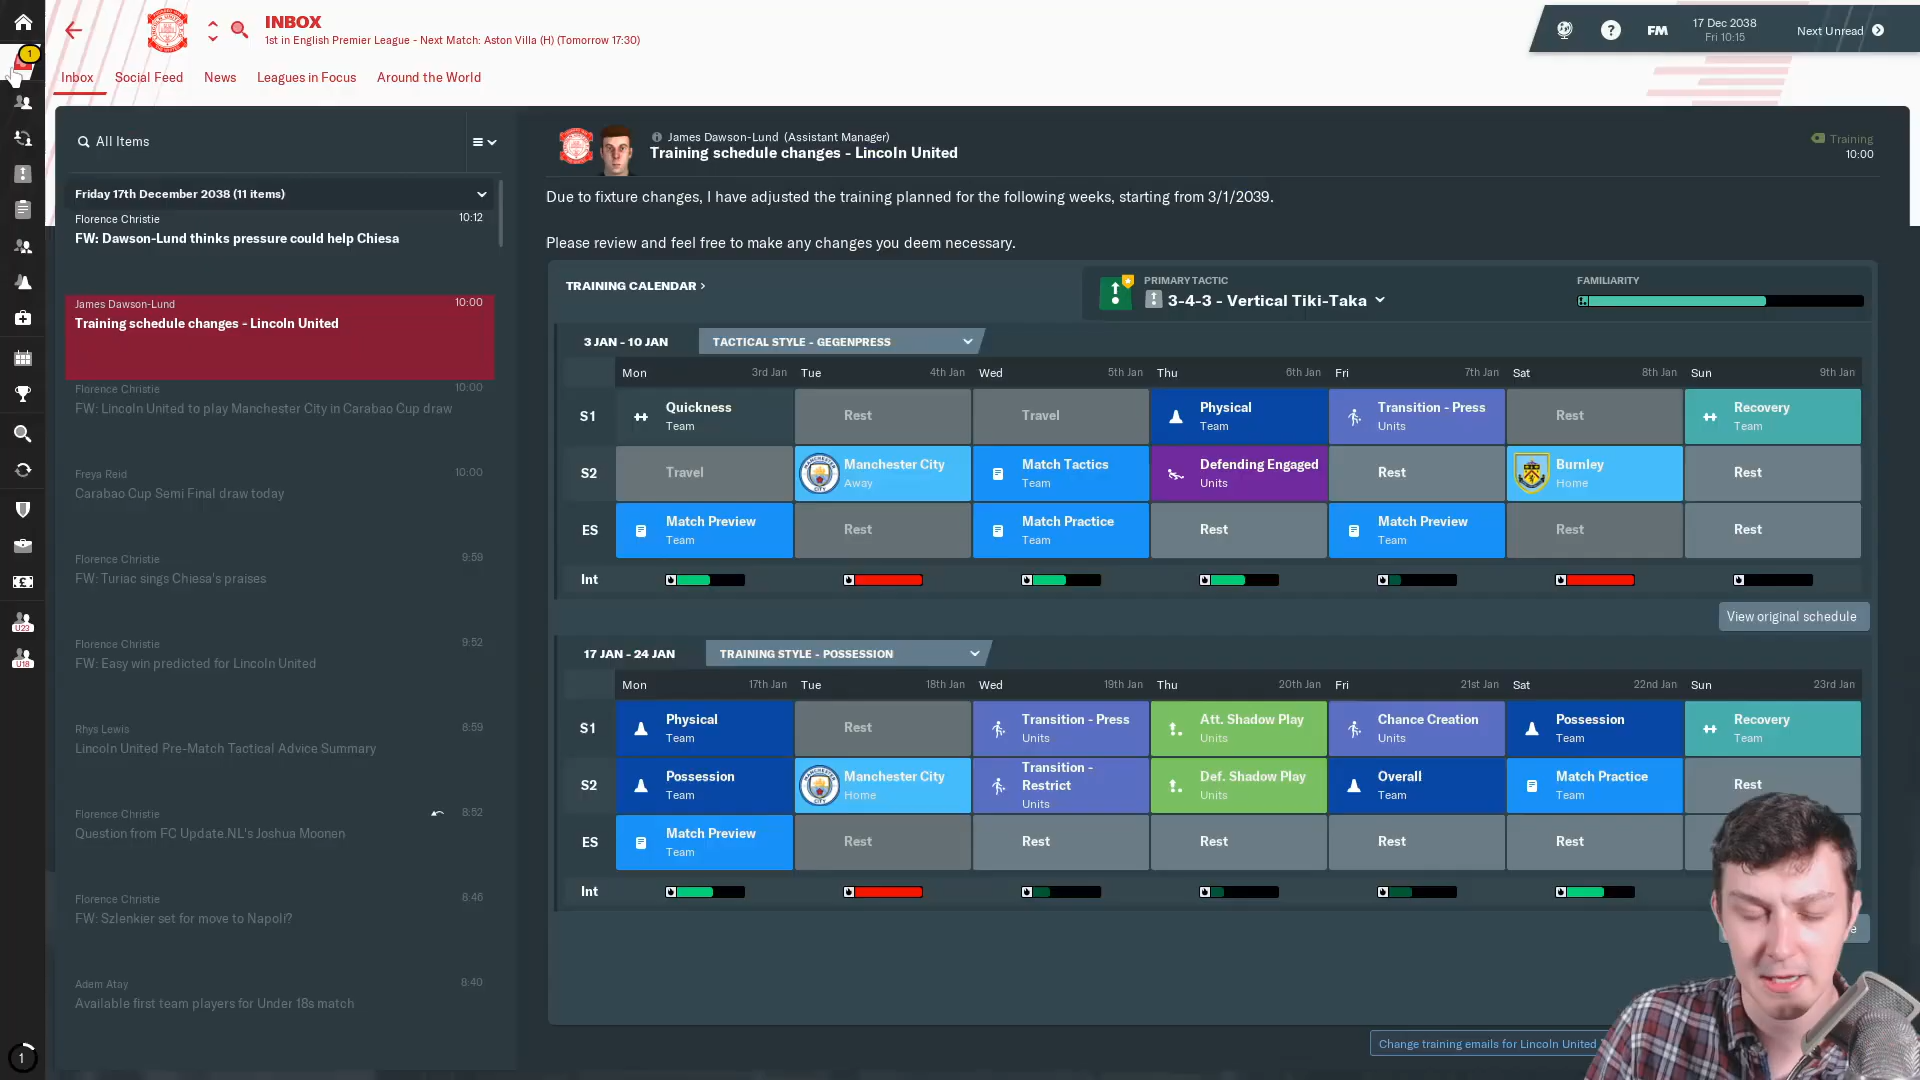 INBOX
1st in English Premier League - Next Match: Aston Villa (H) (Tomorrow 17:30)
FM
17 Dec 2038
Fri 10:15
Next Unread
1
Inbox
Social Feed
News
Leagues in Focus
Around the World
All Items
Friday 17th December 2038 (11 items)
Florence Christie
10:12
FW: Dawson-Lund thinks pressure could help Chiesa
James Dawson-Lund
10:00
Training schedule changes - Lincoln United
Florence Christie
10:00
FW: Lincoln United to play Manchester City in Carabao Cup draw
Freya Reid
10:00
Carabao Cup Semi Final draw today
Florence Christie
9:59
FW: Turiac sings Chiesa's praises
Florence Christie
9:52
FW: Easy win predicted for Lincoln United
Rhys Lewis
8:59
Lincoln United Pre-Match Tactical Advice Summary
Florence Christie
8:52
Question from FC Update.NL's Joshua Moonen
Florence Christie
8:46
FW: Szlenkier set for move to Napoli?
Adem Atay
8:40
Available first team players for Under 18s match
U23
U18
1
James Dawson-Lund (Assistant Manager)
Training schedule changes - Lincoln United
Training
10:00
Due to fixture changes, I have adjusted the training planned for the following weeks, starting from 3/1/2039.
Please review and feel free to make any changes you deem necessary.
TRAINING CALENDAR >
PRIMARY TACTIC
3-4-3 - Vertical Tiki-Taka
FAMILIARITY
3 JAN - 10 JAN
TACTICAL STYLE - GEGENPRESS
Mon 3rd Jan Tue 4th Jan Wed 5th Jan Thu 6th Jan Fri 7th Jan Sat 8th Jan Sun 9th Jan
S1
Quickness
Team
Rest
Travel
Physical
Team
Transition - Press
Units
Rest
Recovery
Team
S2
Travel
Manchester City
Away
Match Tactics
Team
Defending Engaged
Units
Rest
Burnley
Home
Rest
ES
Match Preview
Team
Rest
Match Practice
Team
Rest
Match Preview
Team
Rest
Rest
Int
View original schedule
17 JAN - 24 JAN
TRAINING STYLE - POSSESSION
Mon 17th Jan Tue 18th Jan Wed 19th Jan Thu 20th Jan Fri 21st Jan Sat 22nd Jan Sun 23rd Jan
S1
Physical
Team
Rest
Transition - Press
Units
Att. Shadow Play
Units
Chance Creation
Units
Possession
Team
Recovery
Team
S2
Possession
Team
Manchester City
Home
Transition -
Restrict
Units
Def. Shadow Play
Units
Overall
Team
Match Practice
Team
Rest
ES
Match Preview
Team
Rest
Rest
Rest
Rest
Rest
Int
Change training emails for Lincoln United